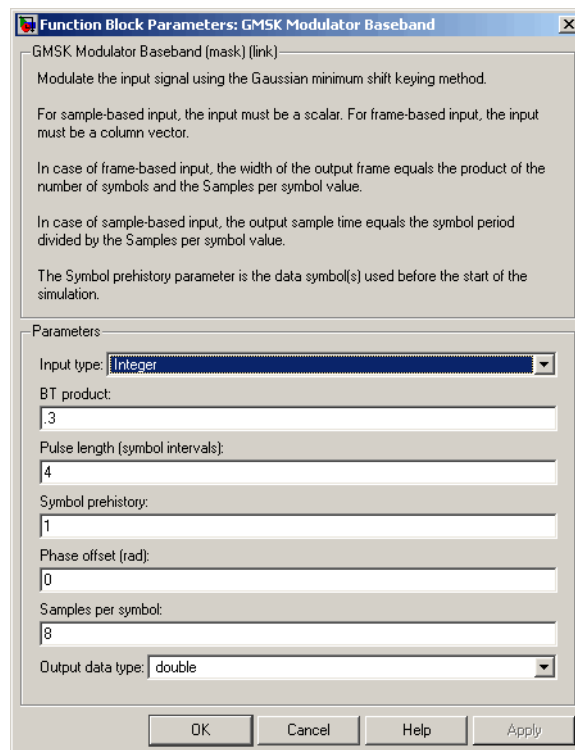 Function Block Parameters: GMSK Modulator Baseband
GMSK Modulator Baseband (mask) (link)
Modulate the input signal using the Gaussian minimum shift keying method.
For sample-based input, the input must be a scalar. For frame-based input, the input
must be a column vector.
In case of frame-based input, the width of the output frame equals the product of the
number of symbols and the Samples per symbol value.
In case of sample-based input, the output sample time equals the symbol period
divided by the Samples per symbol value.
The Symbol prehistory parameter is the data symbol(s) used before the start of the
simulation.
Parameters
Input type: Integer
BT product:
.3
Pulse length (symbol intervals):
4
Symbol prehistory:
1
Phase offset (rad):
0
Samples per symbol:
8
Output data type: double
OK Cancel Help Apply